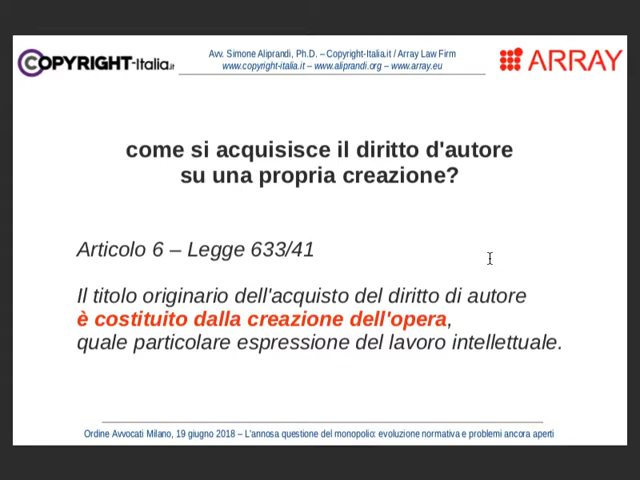 COPYRIGHT-Italia.it
Avv. Simone Aliprandi, Ph.D. – Copyright-Italia.it / Array Law Firm
www.copyright-italia.it – www.aliprandi.org – www.array.eu
ARRAY
come si acquisisce il diritto d'autore
su una propria creazione?
Articolo 6 – Legge 633/41
Il titolo originario dell'acquisto del diritto di autore
è costituito dalla creazione dell'opera,
quale particolare espressione del lavoro intellettuale.
Ordine Avvocati Milano, 19 giugno 2018 – L'annosa questione del monopolio: evoluzione normativa e problemi ancora aperti